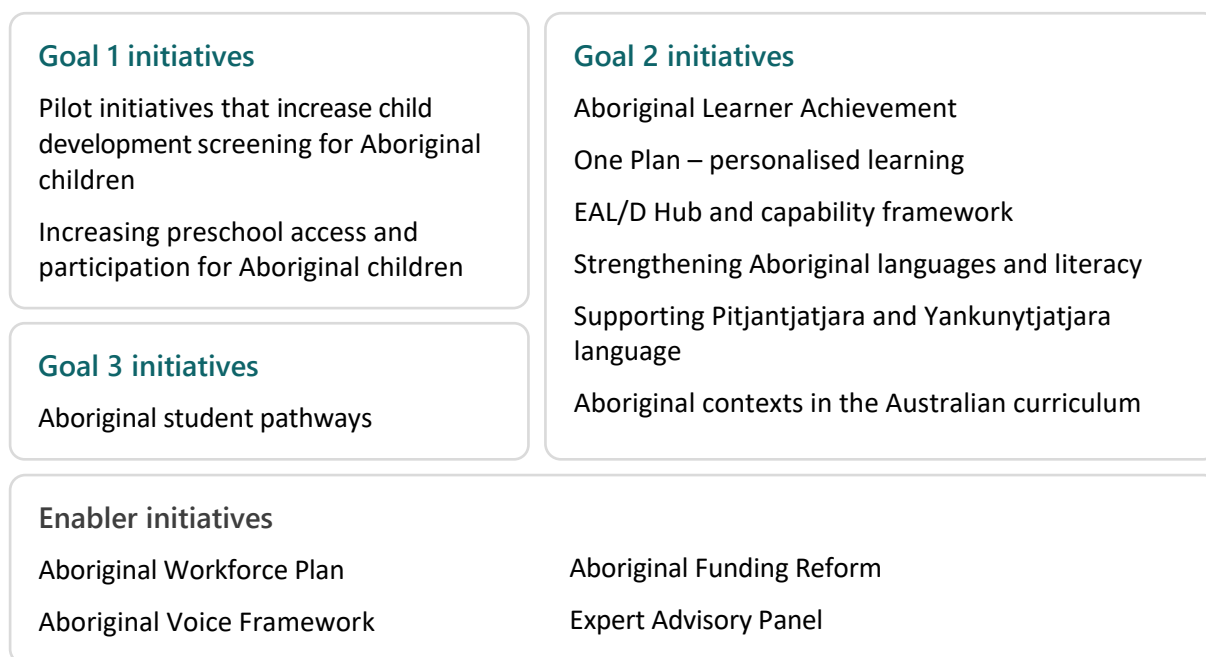 Goal 1 initiatives
Pilot initiatives that increase child
development screening for Aboriginal
children
Increasing preschool access and
participation for Aboriginal children
Goal 3 initiatives
Aboriginal student pathways
Goal 2 initiatives
Aboriginal Learner Achievement
One Plan – personalised learning
EAL/D Hub and capability framework
Strengthening Aboriginal languages and literacy
Supporting Pitjantjatjara and Yankunytjatjara
language
Aboriginal contexts in the Australian curriculum
Enabler initiatives
Aboriginal Workforce Plan
Aboriginal Voice Framework
Aboriginal Funding Reform
Expert Advisory Panel